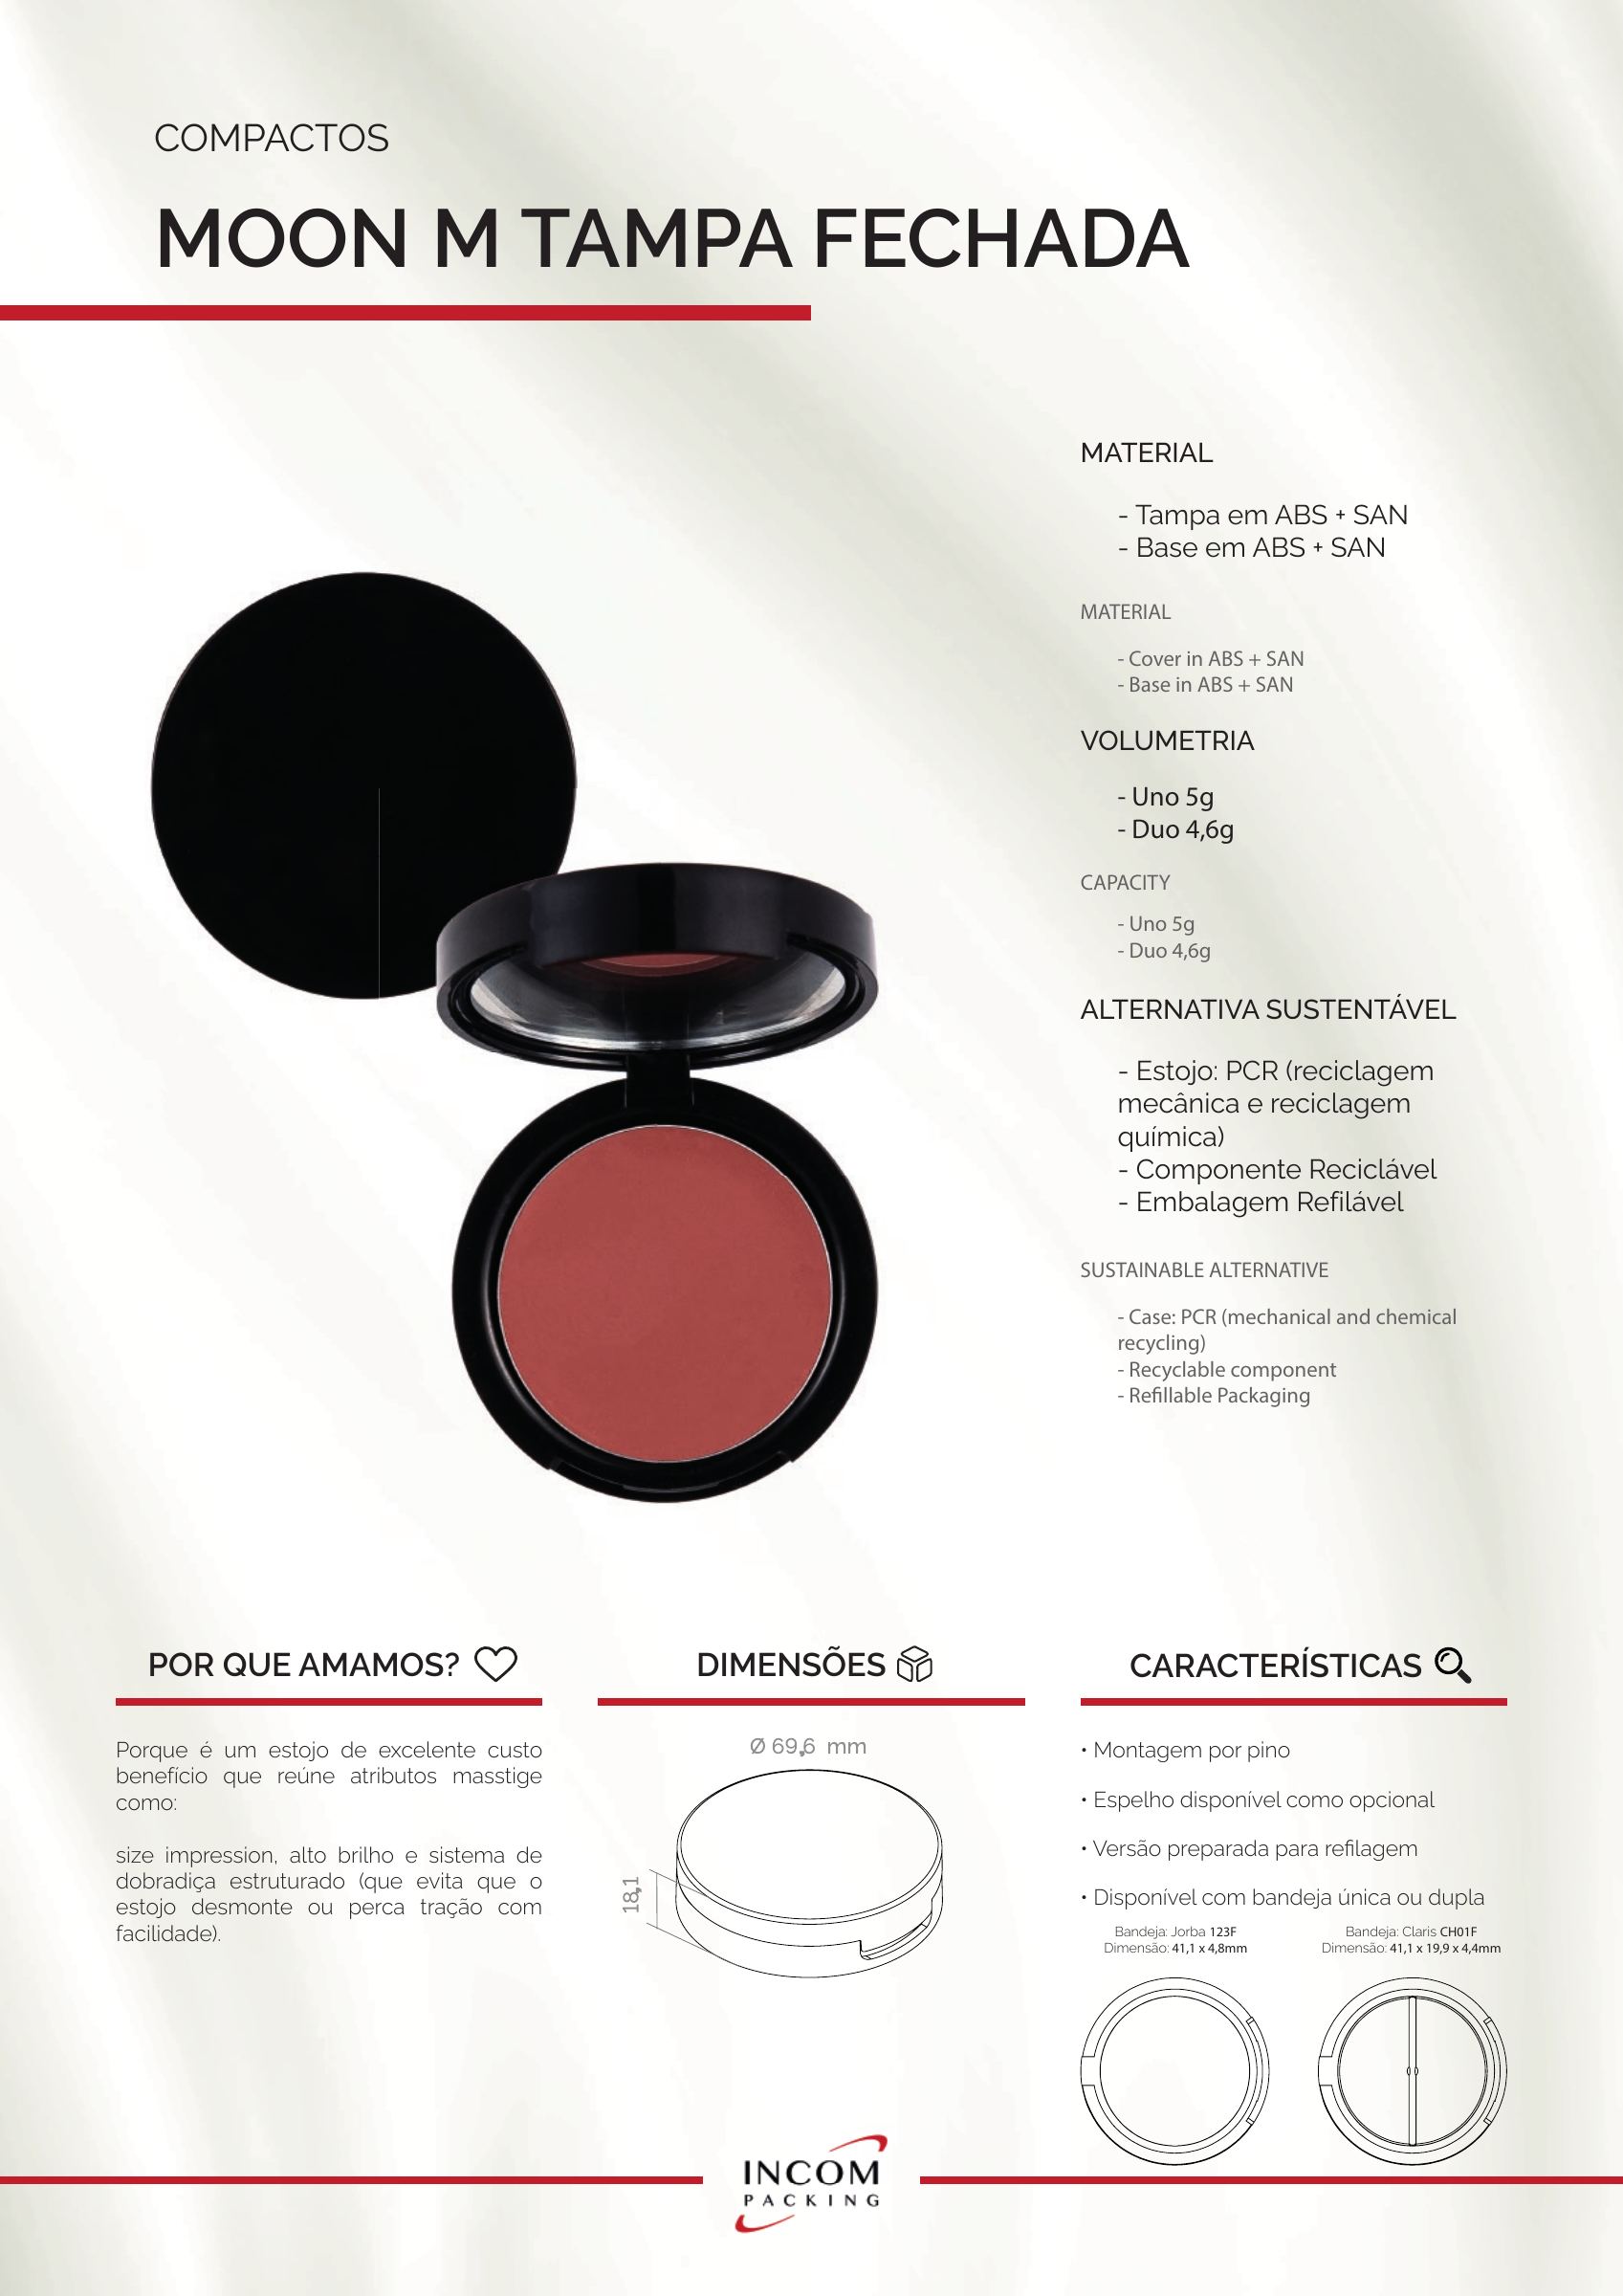 COMPACTOS
MOON M TAMPA FECHADA
MATERIAL
- Tampa em ABS + SAN
- Base em ABS + SAN
MATERIAL
- Cover in ABS + SAN
- Base in ABS + SAN
VOLUMETRIA
- Uno 5g
- Duo 4,6g
CAPACITY
- Uno 5g
- Duo 4,6g
ALTERNATIVA SUSTENTÁVEL
- Estojo: PCR (reciclagem
mecânica e reciclagem
química)
- Componente Reciclável
- Embalagem Refilável
SUSTAINABLE ALTERNATIVE
- Case: PCR (mechanical and chemical
recycling)
- Recyclable component
- Refillable Packaging
POR QUE AMAMOS?
Porque é um estojo de excelente custo
benefício que reúne atributos masstige
como:
size impression, alto brilho e sistema de
dobradiça estruturado (que evita que o
estojo desmonte ou perca tração com
facilidade).
DIMENSÕES
Ø 69,6 mm
18,1
CARACTERÍSTICAS
• Montagem por pino
• Espelho disponível como opcional
• Versão preparada para refilagem
• Disponível com bandeja única ou dupla
Bandeja: Jorba 123F
Dimensão: 41,1 x 4,8mm
Bandeja: Claris CH01F
Dimensão: 41,1 x 19,9 x 4,4mm
INCOM
PACKING